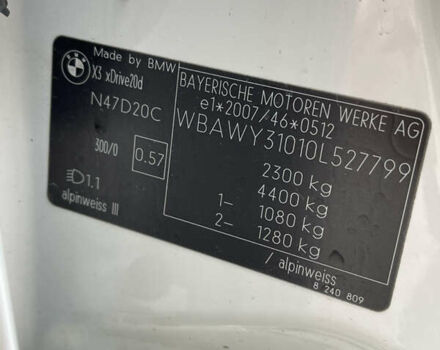 BMW
Made by BMW
X3 xDrive20d
N47D20C
300/0 0.57
1.1
alpinweiss III
BAYERISCHE MOTOREN WERKE AG
e1*2007/46*0512
WBAWY31010L527799
2300 kg
4400 kg
1– 1080 kg
2– 1280 kg
/ alpinweiss
8 240 809